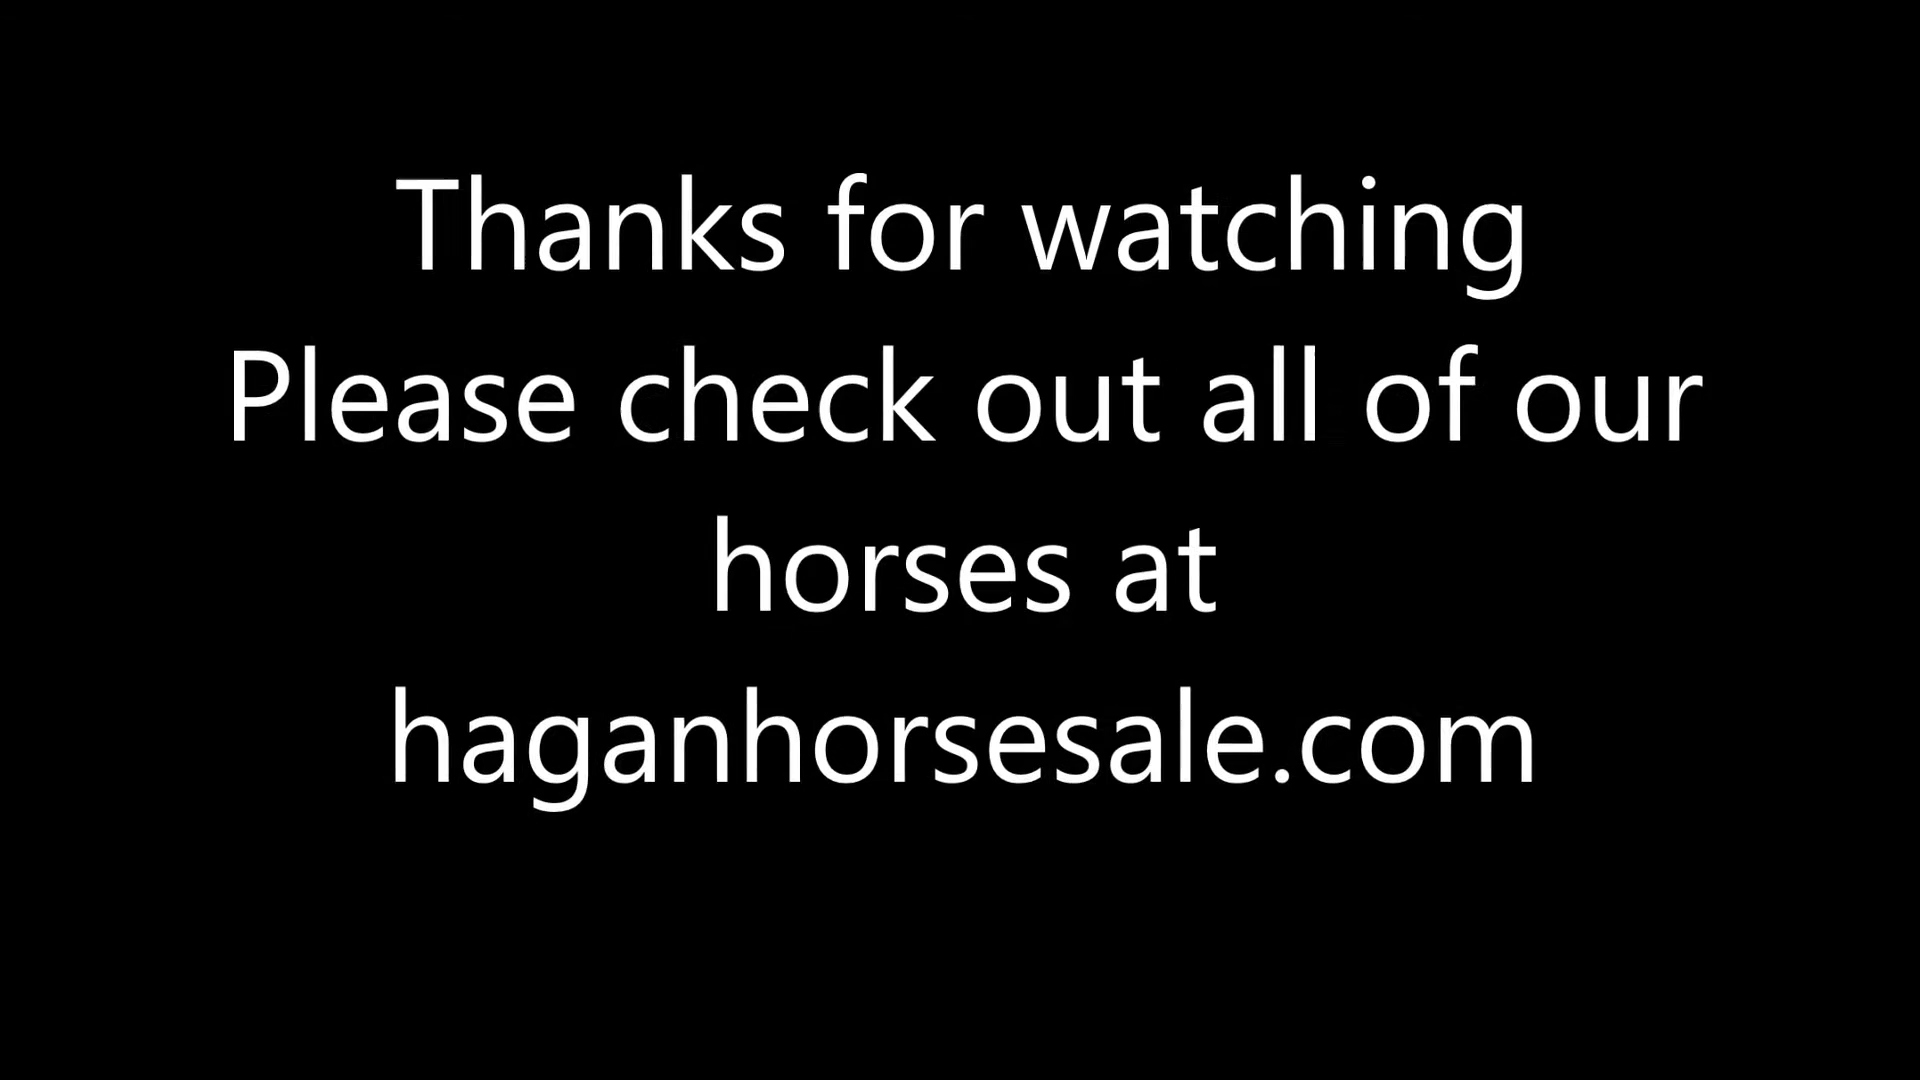 Thanks for watching
Please check out all of our
horses at
haganhorsesale.com